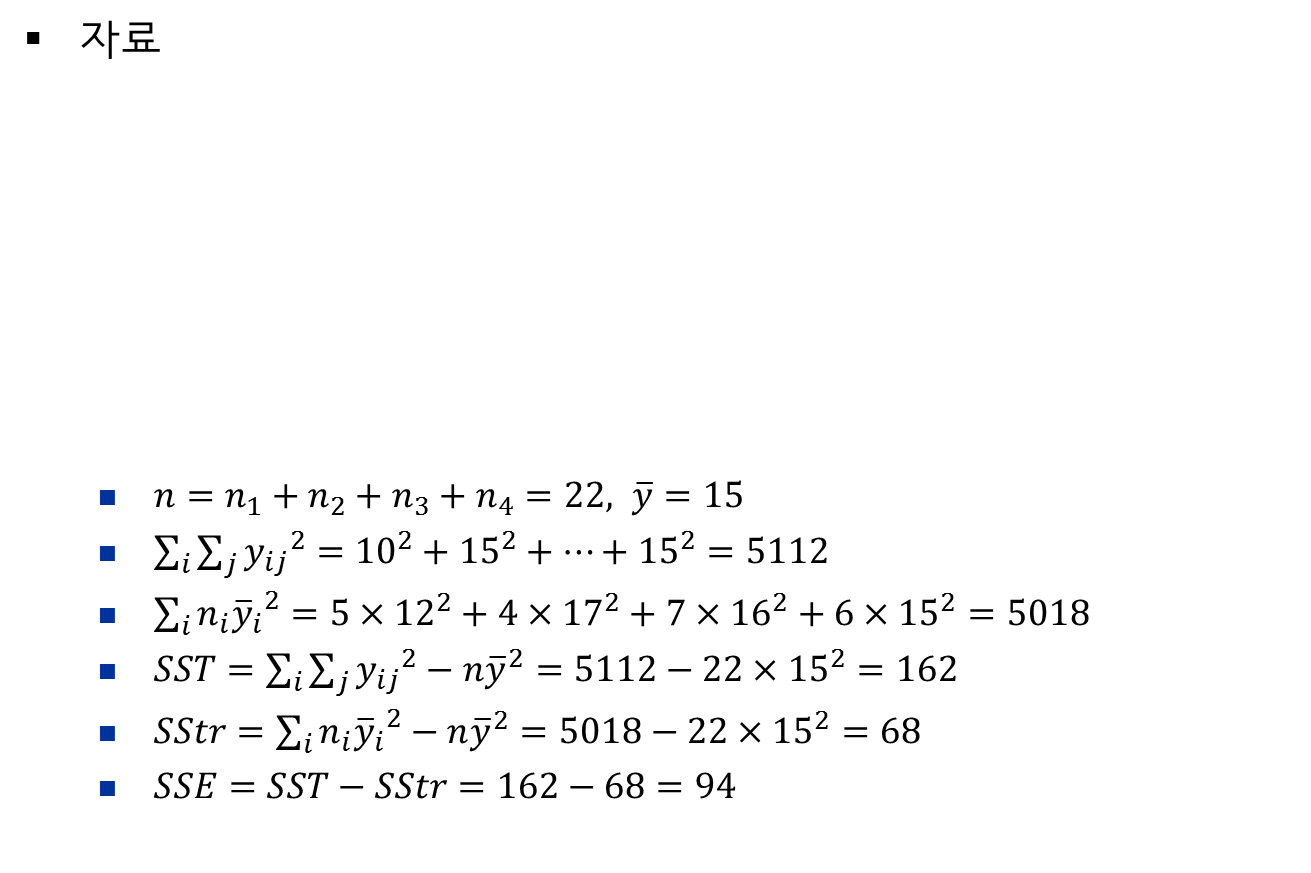 ▪ 자료
▪ n = n₁ + n₂ + n₃ + n₄ = 22, ȳ = 15
▪ ∑ᵢ∑ⱼ yᵢⱼ² = 10² + 15² + ⋯ + 15² = 5112
▪ ∑ᵢ nᵢȳᵢ² = 5 × 12² + 4 × 17² + 7 × 16² + 6 × 15² = 5018
▪ SST = ∑ᵢ∑ⱼ yᵢⱼ² − nȳ² = 5112 − 22 × 15² = 162
▪ SStr = ∑ᵢ nᵢȳᵢ² − nȳ² = 5018 − 22 × 15² = 68
▪ SSE = SST − SStr = 162 − 68 = 94